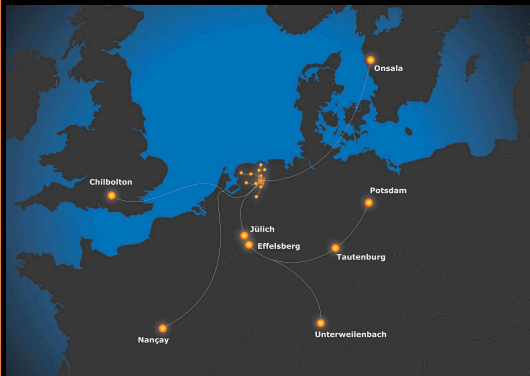 Onsala
Chilbolton
Potsdam
Jülich
Effelsberg
Tautenburg
Nançay
Unterweilenbach